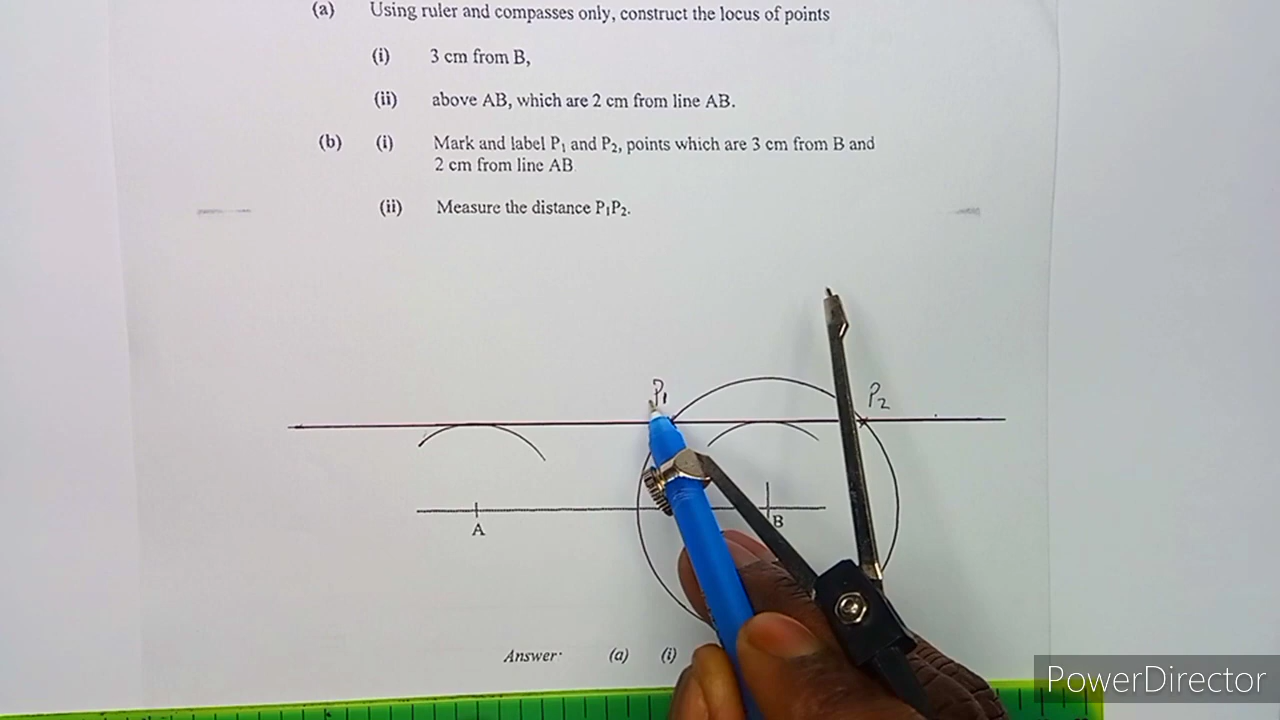 (a) Using ruler and compasses only, construct the locus of points
(i) 3 cm from B,
(ii) above AB, which are 2 cm from line AB.
(b) (i) Mark and label P₁ and P₂, points which are 3 cm from B and
2 cm from line AB
(ii) Measure the distance P₁P₂.
P₁ P₂
A B
Answer: (a) (i)
PowerDirector